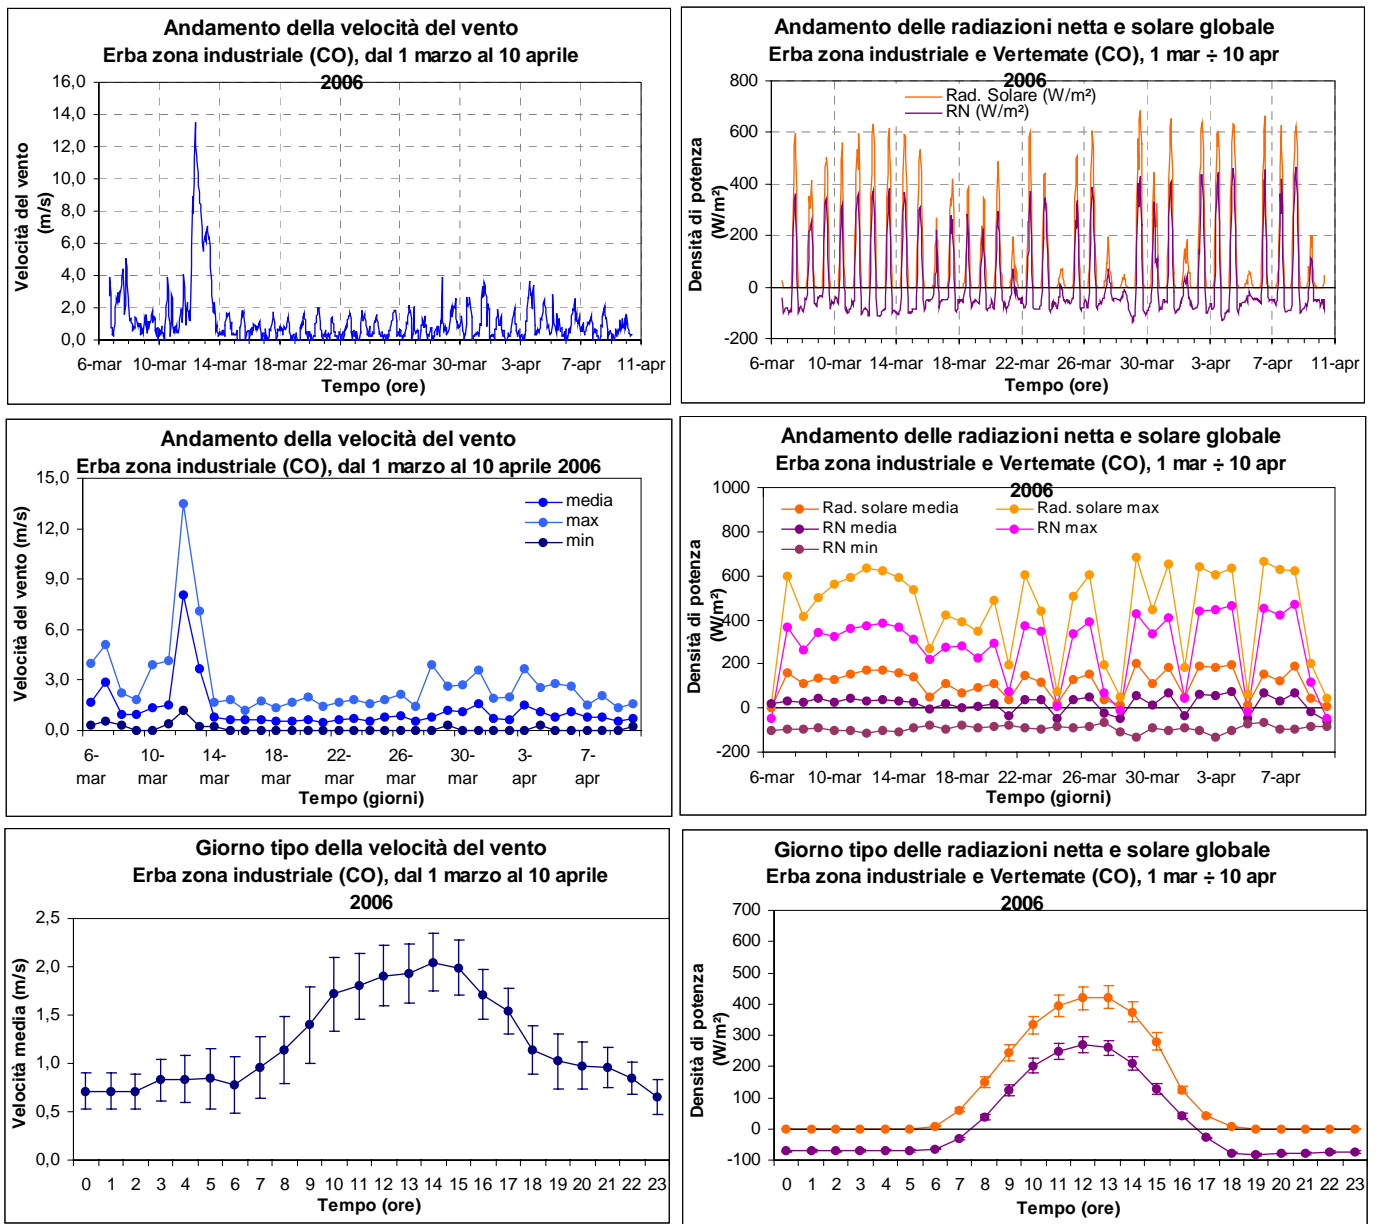 Andamento della velocità del vento
Erba zona industriale (CO), dal 1 marzo al 10 aprile
2006
16,0
14,0
12,0
10,0
8,0
6,0
4,0
2,0
0,0
Velocità del vento
(m/s)
6-mar 10-mar 14-mar 18-mar 22-mar 26-mar 30-mar 3-apr 7-apr 11-apr
Tempo (ore)
Andamento delle radiazioni netta e solare globale
Erba zona industriale e Vertemate (CO), 1 mar ÷ 10 apr
2006
Rad. Solare (W/m²)
RN (W/m²)
800
600
400
200
0
-200
Densità di potenza
(W/m²)
6-mar 10-mar 14-mar 18-mar 22-mar 26-mar 30-mar 3-apr 7-apr 11-apr
Tempo (ore)
Andamento della velocità del vento
Erba zona industriale (CO), dal 1 marzo al 10 aprile 2006
media
max
min
15,0
12,0
9,0
6,0
3,0
0,0
Velocità del vento (m/s)
6- 10- 14- 18- 22- 26- 30- 3- 7-
mar mar mar mar mar mar mar apr apr
Tempo (giorni)
Andamento delle radiazioni netta e solare globale
Erba zona industriale e Vertemate (CO), 1 mar ÷ 10 apr
2006
Rad. solare media Rad. solare max
RN media RN max
RN min
1000
800
600
400
200
0
-200
Densità di potenza
(W/m²)
6-mar 10-mar 14-mar 18-mar 22-mar 26-mar 30-mar 3-apr 7-apr
Tempo (giorni)
Giorno tipo della velocità del vento
Erba zona industriale (CO), dal 1 marzo al 10 aprile
2006
2,5
2,0
1,5
1,0
0,5
0,0
Velocità media (m/s)
0 1 2 3 4 5 6 7 8 9 10 11 12 13 14 15 16 17 18 19 20 21 22 23
Tempo (ore)
Giorno tipo delle radiazioni netta e solare globale
Erba zona industriale e Vertemate (CO), 1 mar ÷ 10 apr
2006
700
600
500
400
300
200
100
0
-100
Densità di potenza
(W/m²)
0 1 2 3 4 5 6 7 8 9 10 11 12 13 14 15 16 17 18 19 20 21 22 23
Tempo (ore)